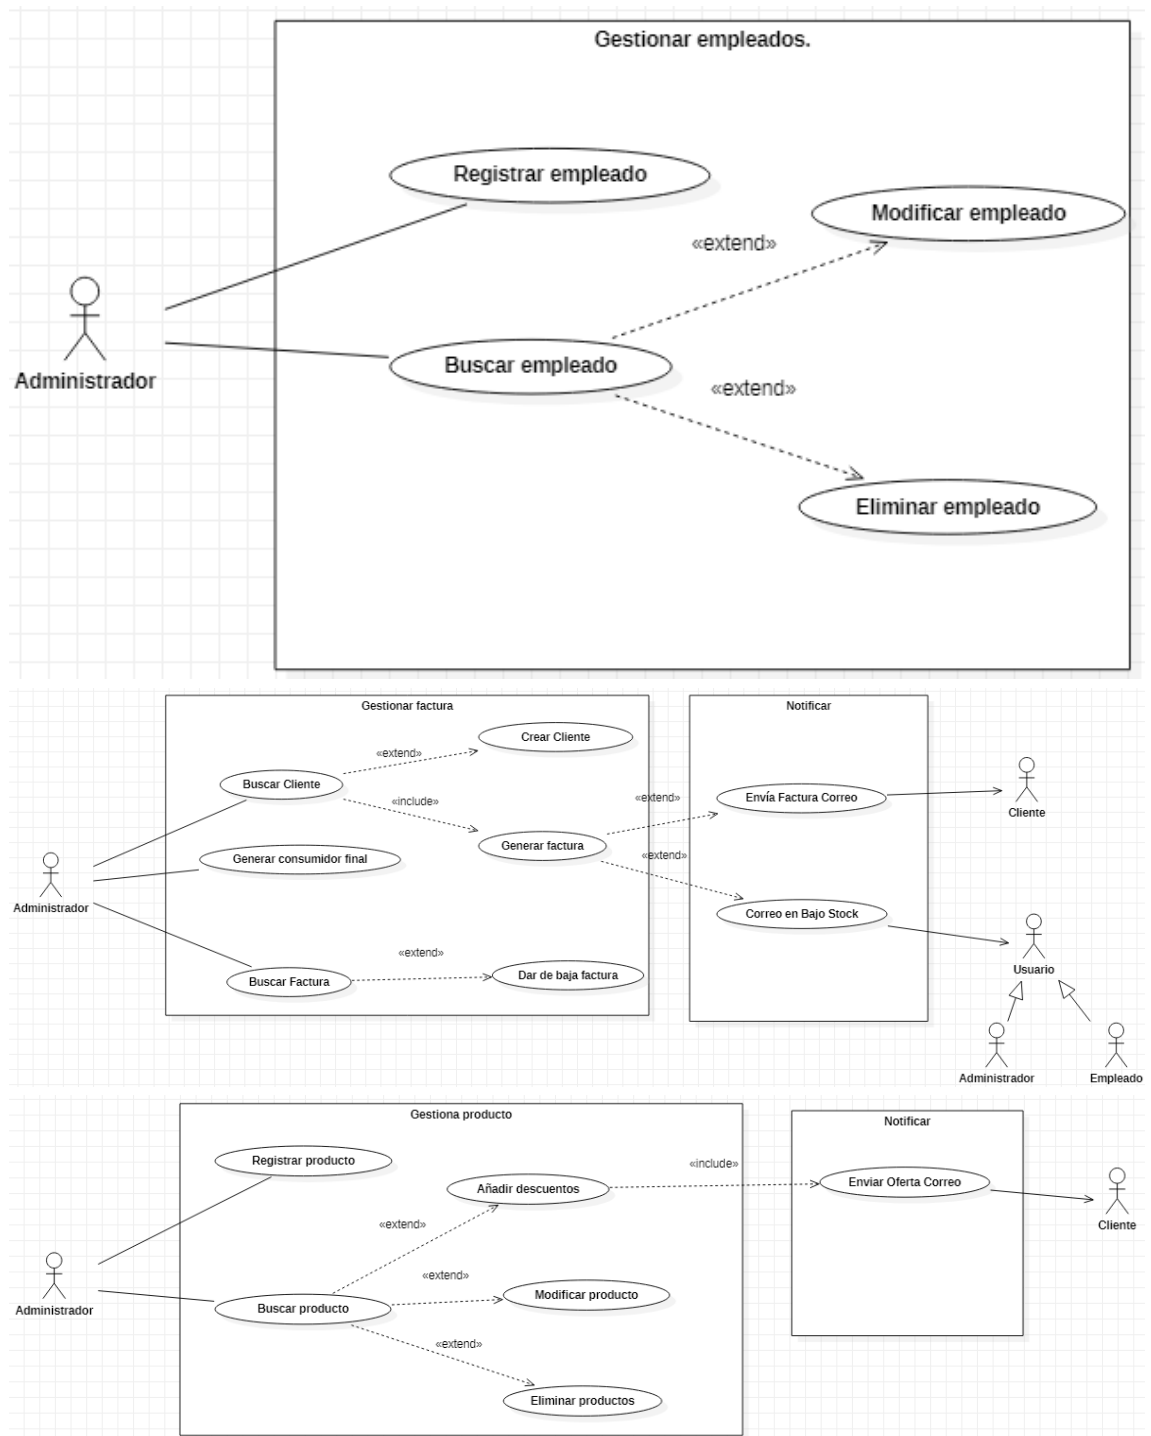 Gestionar empleados.
Registrar empleado
Modificar empleado
«extend»
Buscar empleado
Administrador
«extend»
Eliminar empleado
Gestionar factura
Notificar
Crear Cliente
«extend»
Buscar Cliente
«include»
«extend»
Envía Factura Correo
Cliente
Generar factura
«extend»
Generar consumidor final
Administrador
Correo en Bajo Stock
«extend»
Buscar Factura
Dar de baja factura
Usuario
Administrador
Empleado
Gestiona producto
Notificar
Registrar producto
«include»
Añadir descuentos
Enviar Oferta Correo
«extend»
Cliente
«extend»
Modificar producto
Administrador
Buscar producto
«extend»
Eliminar productos